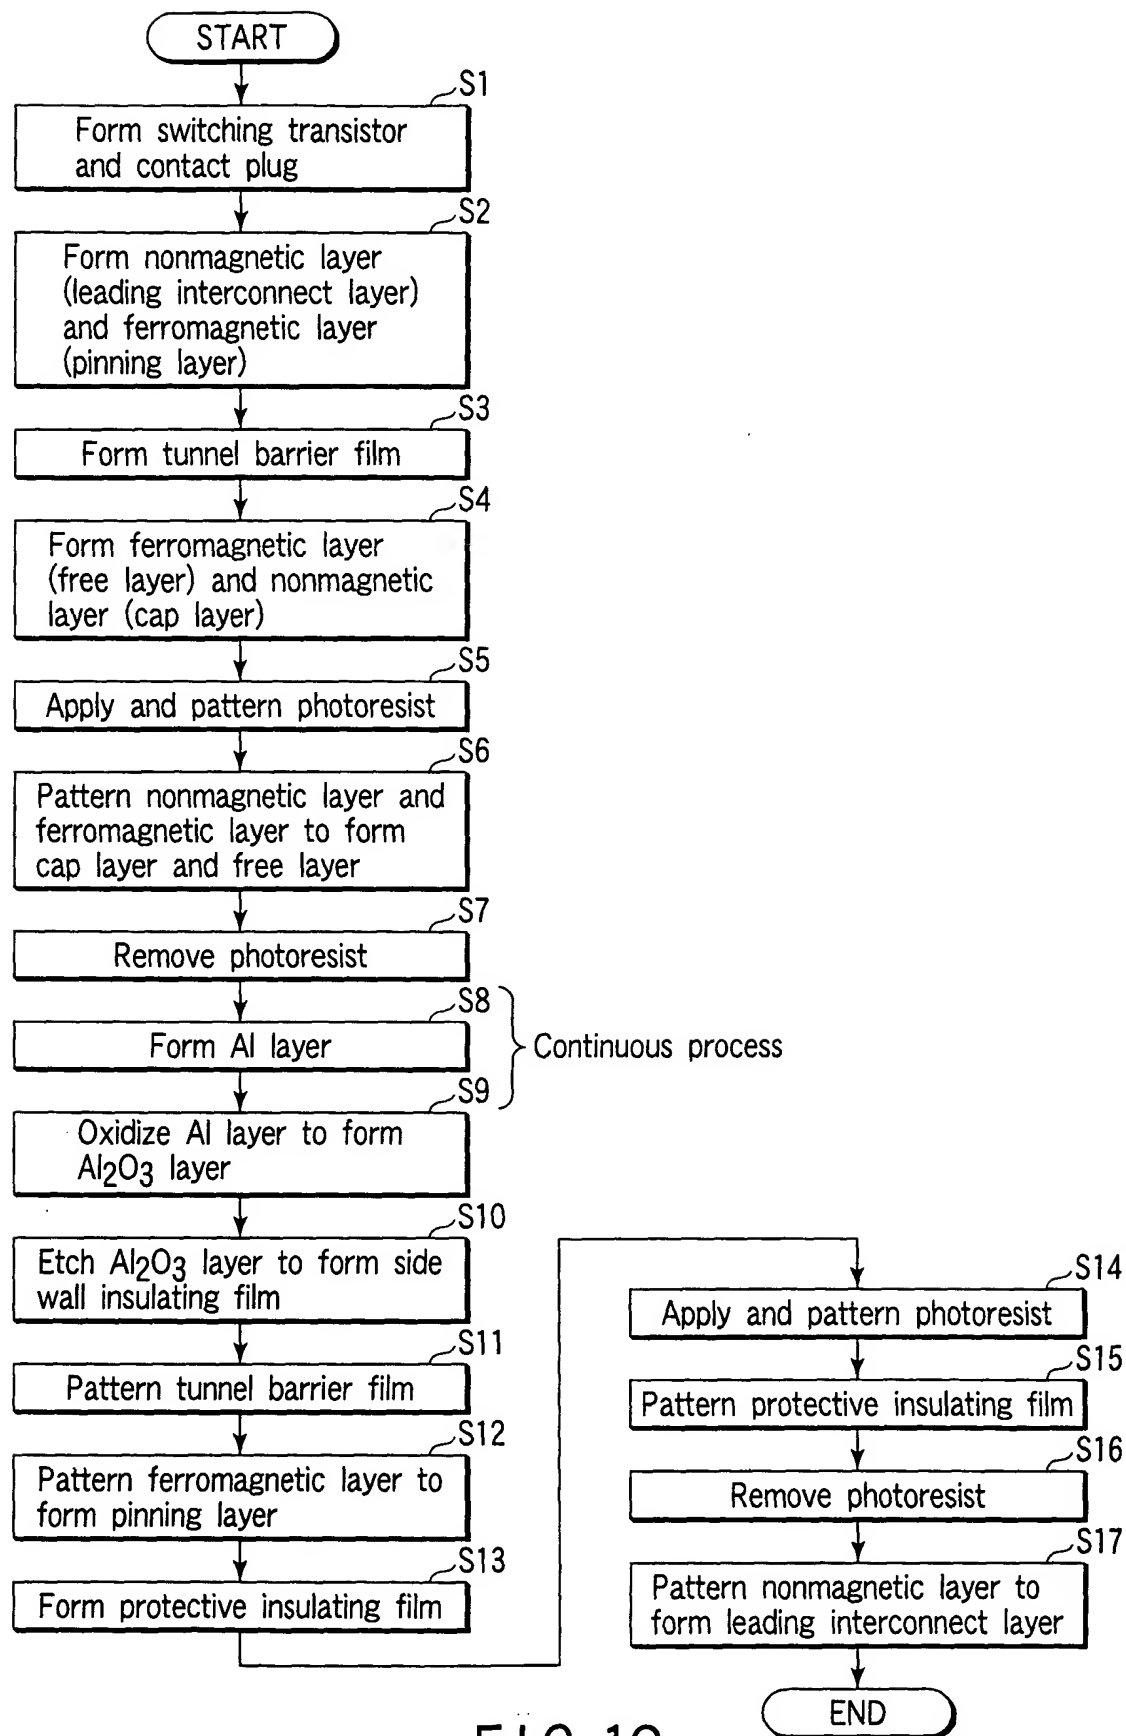 START
S1
Form switching transistor
and contact plug
S2
Form nonmagnetic layer
(leading interconnect layer)
and ferromagnetic layer
(pinning layer)
S3
Form tunnel barrier film
S4
Form ferromagnetic layer
(free layer) and nonmagnetic
layer (cap layer)
S5
Apply and pattern photoresist
S6
Pattern nonmagnetic layer and
ferromagnetic layer to form
cap layer and free layer
S7
Remove photoresist
S8
Form Al layer
Continuous process
S9
Oxidize Al layer to form
Al2O3 layer
S10
Etch Al2O3 layer to form side
wall insulating film
S11
Pattern tunnel barrier film
S12
Pattern ferromagnetic layer to
form pinning layer
S13
Form protective insulating film
S14
Apply and pattern photoresist
S15
Pattern protective insulating film
S16
Remove photoresist
S17
Pattern nonmagnetic layer to
form leading interconnect layer
END